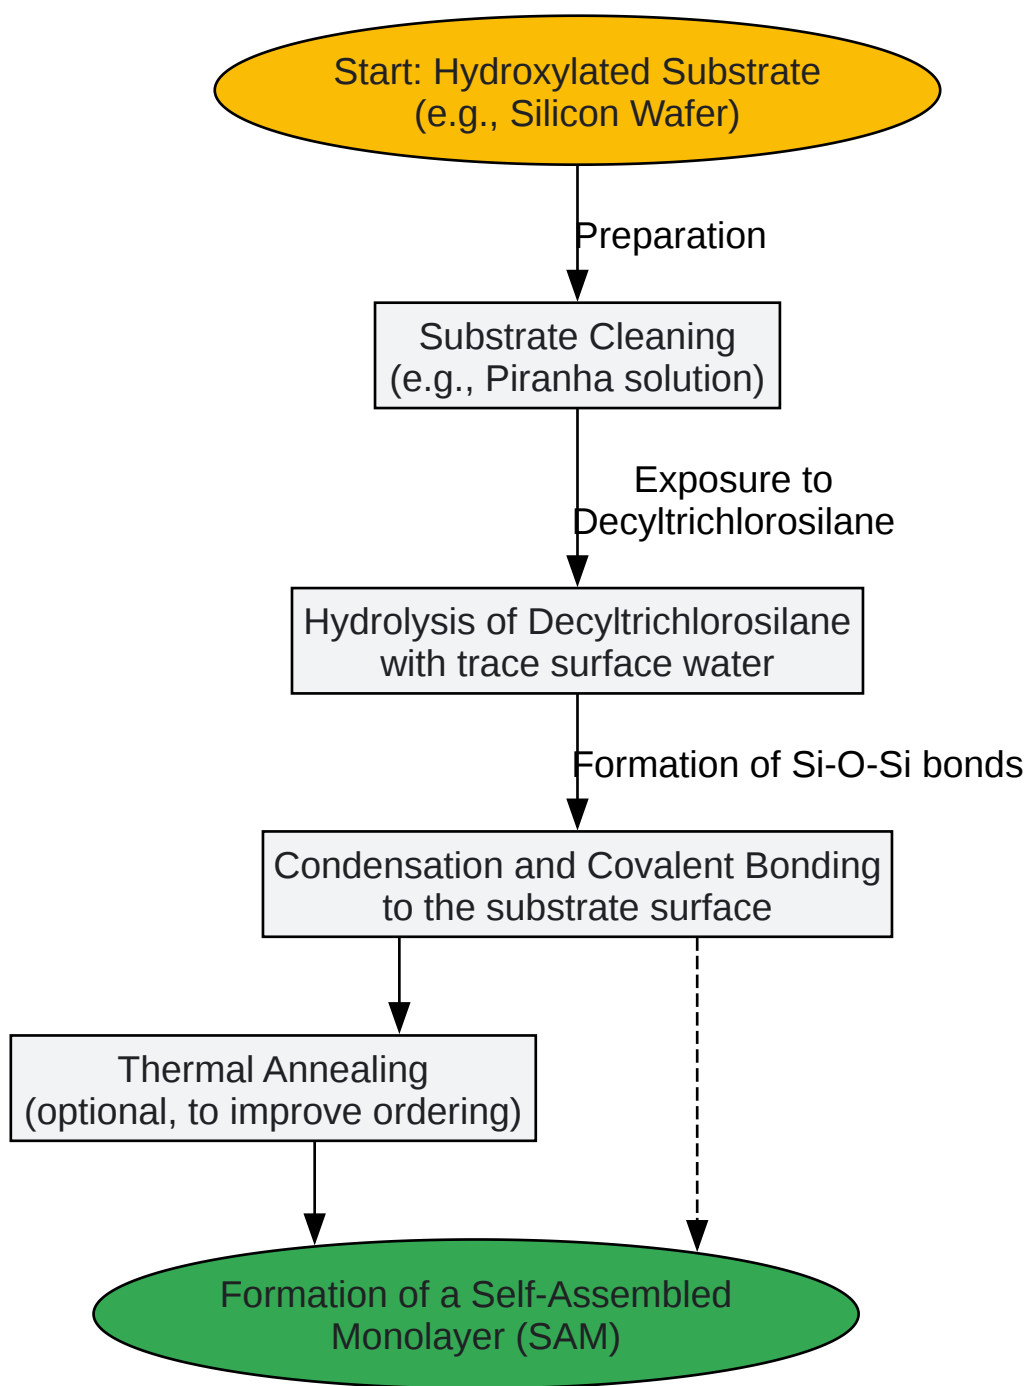 Start: Hydroxylated Substrate
(e.g., Silicon Wafer)
Preparation
Substrate Cleaning
(e.g., Piranha solution)
Exposure to
Decyltrichlorosilane
Hydrolysis of Decyltrichlorosilane
with trace surface water
Formation of Si-O-Si bonds
Condensation and Covalent Bonding
to the substrate surface
Thermal Annealing
(optional, to improve ordering)
Formation of a Self-Assembled
Monolayer (SAM)